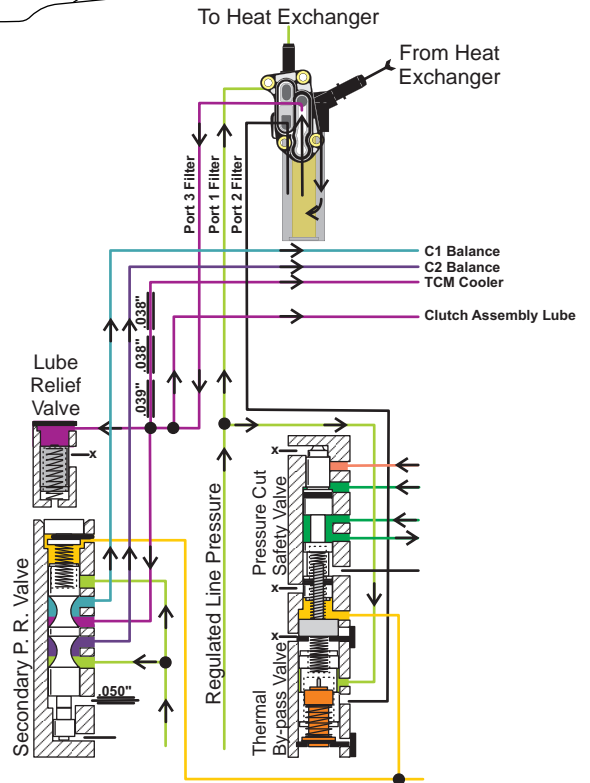 To Heat Exchanger
From Heat
Exchanger
Port 3 Filter
Port 1 Filter
Port 2 Filter
C1 Balance
C2 Balance
TCM Cooler
Clutch Assembly Lube
.038"
.038"
.039"
Lube
Relief
Valve
x
x
Pressure Cut
Safety Valve
x
x
Regulated Line Pressure
Secondary P. R. Valve
.050"
Thermal
By-pass Valve